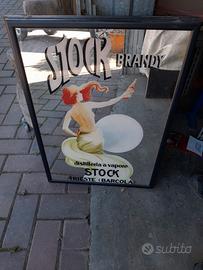 STOCK
BRANDY
distilleria a vapore
STOCK
TRIESTE (BARCOLA)
subito